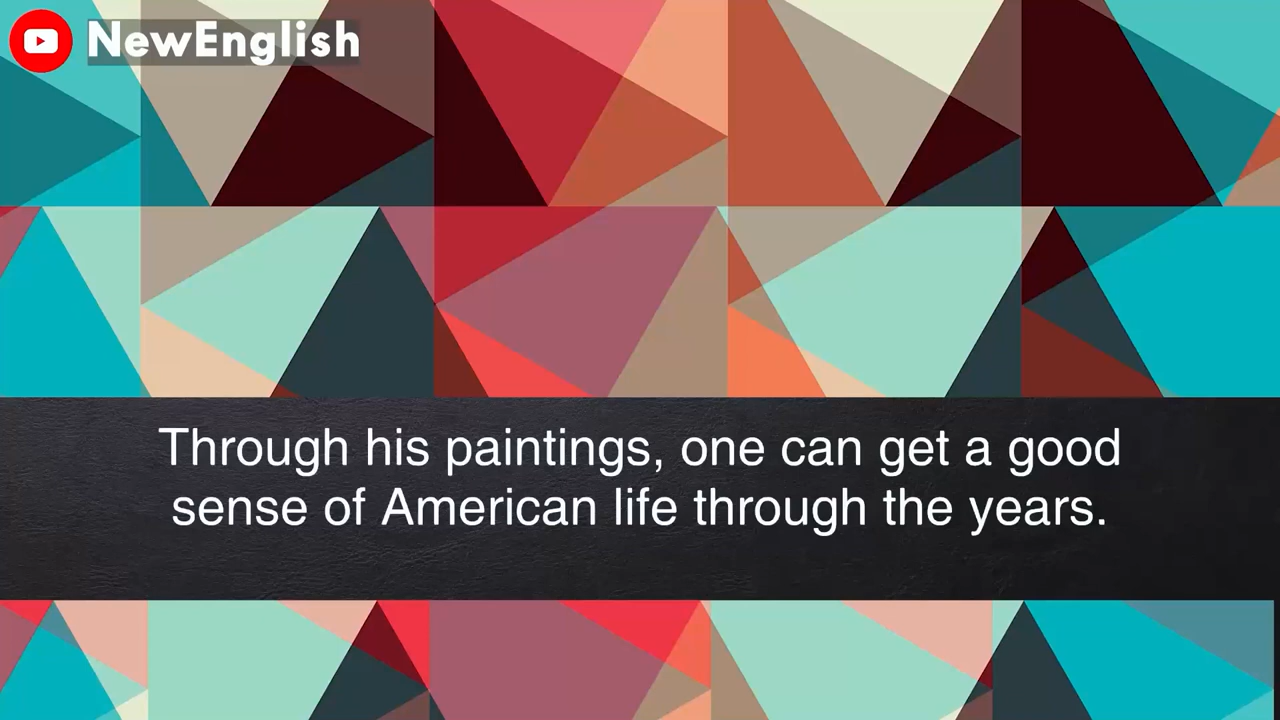 NewEnglish
Through his paintings, one can get a good
sense of American life through the years.